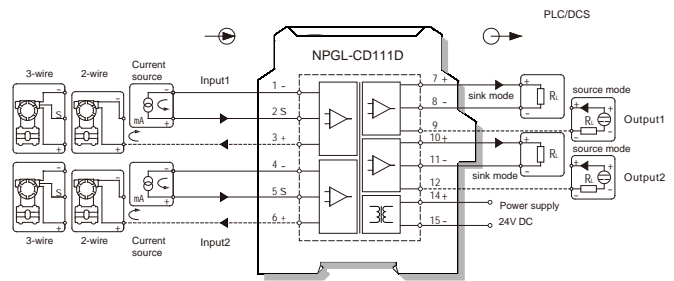 PLC/DCS
NPGL-CD111D
3-wire 2-wire Current source Input1
mA
S
1 –
2 S
3 +
4 –
5 S
6 +
S
mA
3-wire 2-wire Current source Input2
7 +
sink mode
8 –
9
10 +
11 –
sink mode
12
14 +
Power supply
15 –
24V DC
RL
source mode
RL
Output1
RL
source mode
RL
Output2